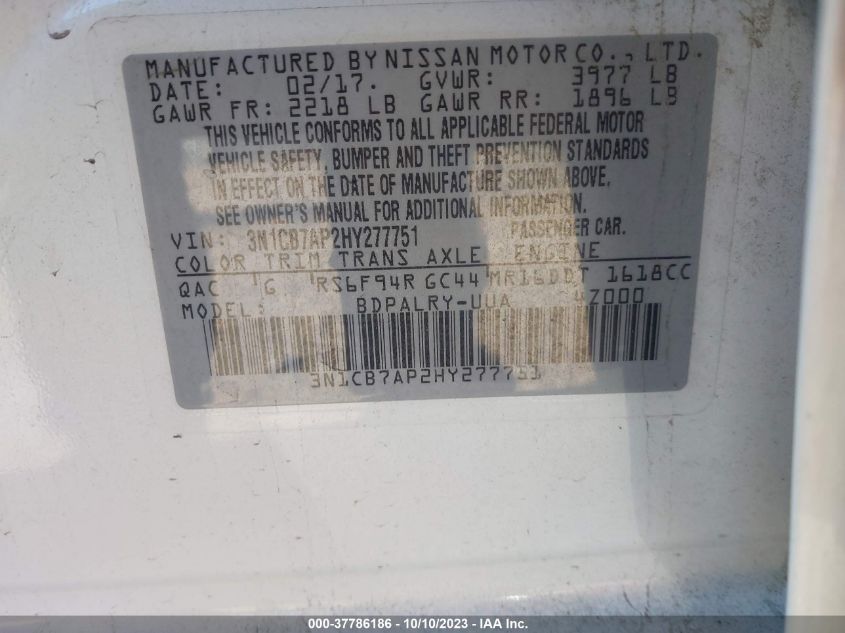 MANUFACTURED BY NISSAN MOTOR CO., LTD.
DATE: 02/17. GVWR: 3977 LB
GAWR FR: 2218 LB GAWR RR: 1896 LB
THIS VEHICLE CONFORMS TO ALL APPLICABLE FEDERAL MOTOR
VEHICLE SAFETY, BUMPER AND THEFT PREVENTION STANDARDS
IN EFFECT ON THE DATE OF MANUFACTURE SHOWN ABOVE.
SEE OWNER'S MANUAL FOR ADDITIONAL INFORMATION.
VIN: 3N1CB7AP2HY277751 PASSENGER CAR.
COLOR TRIM TRANS AXLE ENGINE
QAC G RS6F94R GC44 MR16DDT 1618CC
MODEL: BDPALRY-UUA 4Z000
3N1CB7AP2HY277751
000-37786186 - 10/10/2023 - IAA Inc.